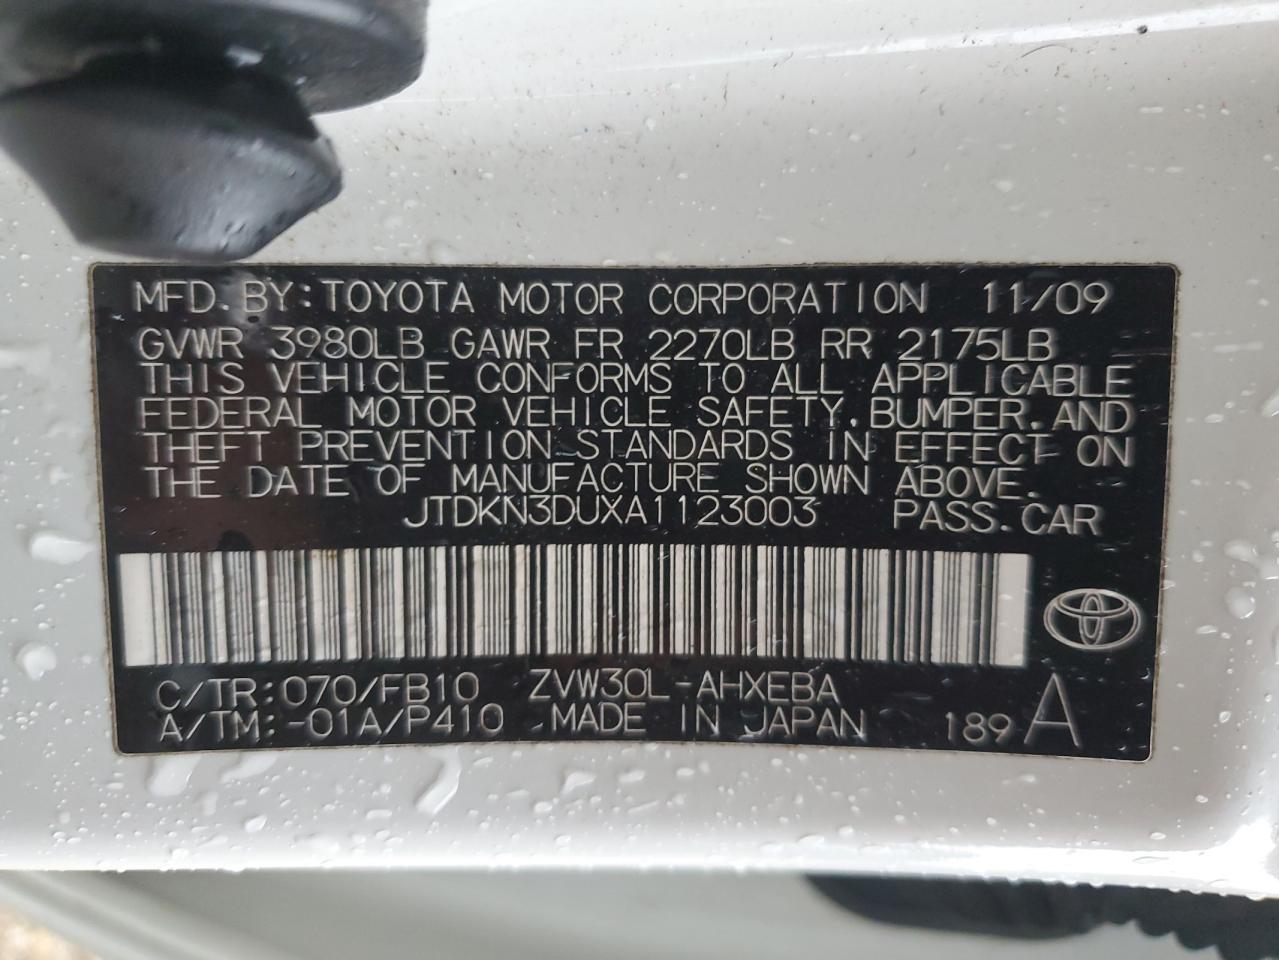 MFD. BY: TOYOTA MOTOR CORPORATION 11/09
GVWR 3980LB GAWR FR 2270LB RR 2175LB
THIS VEHICLE CONFORMS TO ALL APPLICABLE
FEDERAL MOTOR VEHICLE SAFETY, BUMPER, AND
THEFT PREVENTION STANDARDS IN EFFECT ON
THE DATE OF MANUFACTURE SHOWN ABOVE.
JTDKN3DUXA1123003 PASS. CAR
C/TR: 070/FB10 ZVW30L-AHXEBA
A/TM: -01A/P410 MADE IN JAPAN 189 A